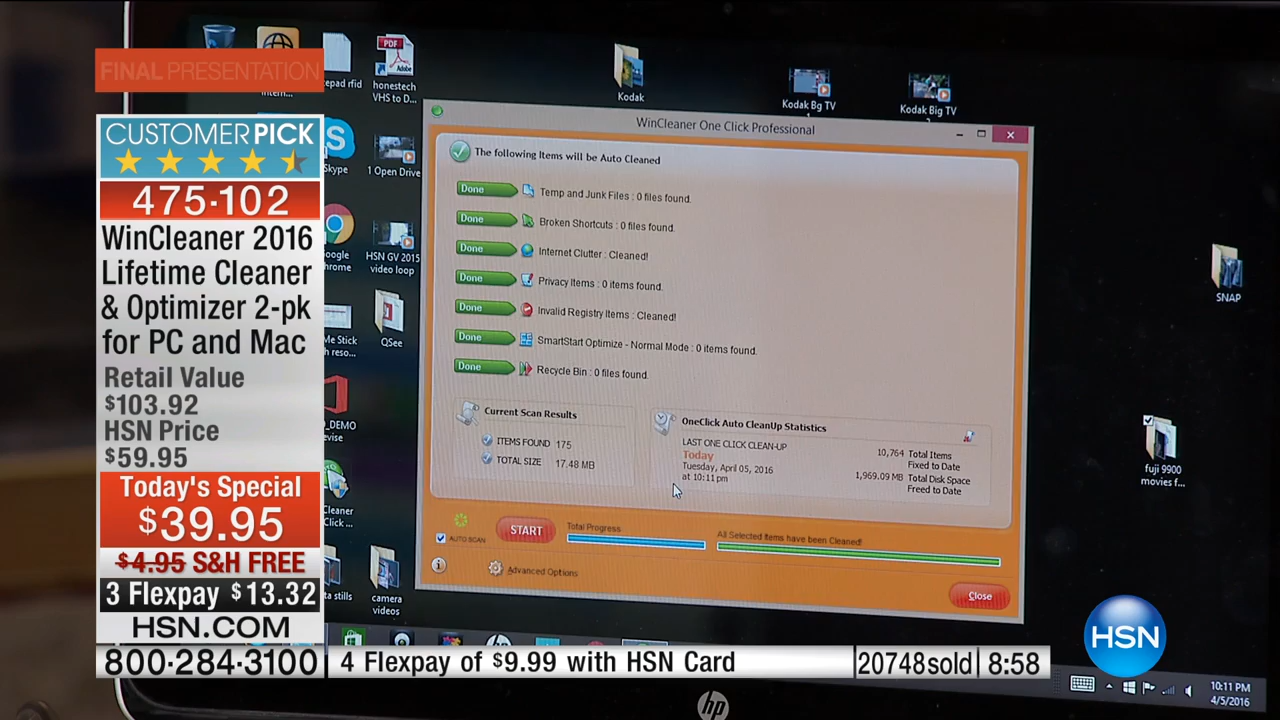 FINAL PRESENTATION
CUSTOMER PICK
475-102
WinCleaner 2016
Lifetime Cleaner
& Optimizer 2-pk
for PC and Mac
Retail Value
$103.92
HSN Price
$59.95
Today's Special
$39.95
$4.95 S&H FREE
3 Flexpay $13.32
HSN.COM
800-284-3100
4 Flexpay of $9.99 with HSN Card
20748sold
8:58
HSN
PDF
Adobe
honestech
VHS to D...
Kodak
Kodak Bg TV
1
Kodak Big TV
Skype
1 Open Drive
HSN GV 2015
video loop
QSee
camera
videos
SNAP
fuji 9900
movies f...
WinCleaner One Click Professional
The following Items will be Auto Cleaned
Done
Temp and Junk Files : 0 files found.
Done
Broken Shortcuts : 0 files found.
Done
Internet Clutter : Cleaned!
Done
Privacy Items : 0 items found.
Done
Invalid Registry Items : Cleaned!
Done
SmartStart Optimize - Normal Mode : 0 items found.
Done
Recycle Bin : 0 files found.
Current Scan Results
ITEMS FOUND 175
TOTAL SIZE 17.48 MB
OneClick Auto CleanUp Statistics
LAST ONE CLICK CLEAN-UP
Today
Tuesday, April 05, 2016
at 10:11 pm
10,764 Total Items
Fixed to Date
1,969.09 MB Total Disk Space
Freed to Date
AUTO SCAN
START
Total Progress
All Selected Items have been Cleaned!
Advanced Options
Close
hp
10:11 PM
4/5/2016